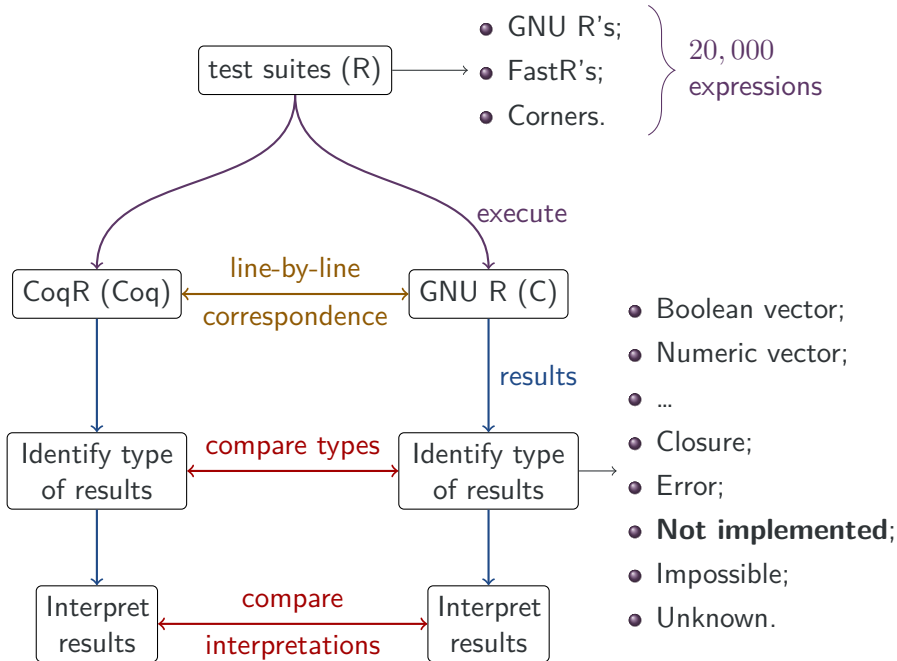 GNU R's;
test suites (R)
FastR's;
Corners.
20,000
expressions
execute
CoqR (Coq)
line-by-line
correspondence
GNU R (C)
results
Boolean vector;
Numeric vector;
...
Closure;
Error;
Not implemented;
Impossible;
Unknown.
Identify type
of results
compare types
Identify type
of results
Interpret
results
compare
interpretations
Interpret
results